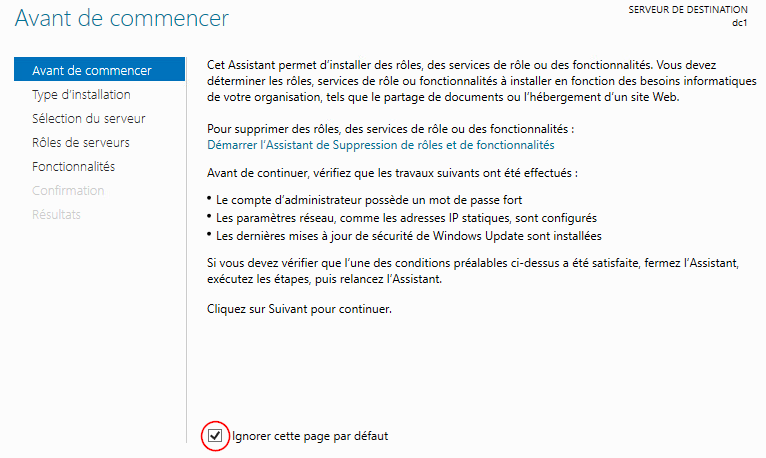 Avant de commencer
SERVEUR DE DESTINATION
dc1
Avant de commencer
Type d'installation
Sélection du serveur
Rôles de serveurs
Fonctionnalités
Confirmation
Résultats
Cet Assistant permet d'installer des rôles, des services de rôle ou des fonctionnalités. Vous devez
déterminer les rôles, services de rôle ou fonctionnalités à installer en fonction des besoins informatiques
de votre organisation, tels que le partage de documents ou l'hébergement d'un site Web.
Pour supprimer des rôles, des services de rôle ou des fonctionnalités :
Démarrer l'Assistant de Suppression de rôles et de fonctionnalités
Avant de continuer, vérifiez que les travaux suivants ont été effectués :
• Le compte d'administrateur possède un mot de passe fort
• Les paramètres réseau, comme les adresses IP statiques, sont configurés
• Les dernières mises à jour de sécurité de Windows Update sont installées
Si vous devez vérifier que l'une des conditions préalables ci-dessus a été satisfaite, fermez l'Assistant,
exécutez les étapes, puis relancez l'Assistant.
Cliquez sur Suivant pour continuer.
Ignorer cette page par défaut